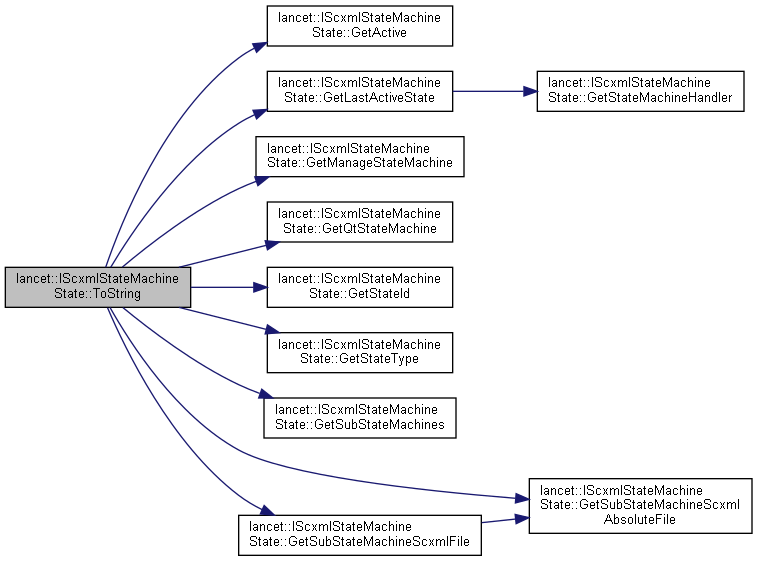 lancet::IScxmlStateMachine
State::GetActive
lancet::IScxmlStateMachine
State::GetLastActiveState
lancet::IScxmlStateMachine
State::GetStateMachineHandler
lancet::IScxmlStateMachine
State::GetManageStateMachine
lancet::IScxmlStateMachine
State::GetQtStateMachine
lancet::IScxmlStateMachine
State::ToString
lancet::IScxmlStateMachine
State::GetStateId
lancet::IScxmlStateMachine
State::GetStateType
lancet::IScxmlStateMachine
State::GetSubStateMachines
lancet::IScxmlStateMachine
State::GetSubStateMachineScxml
AbsoluteFile
lancet::IScxmlStateMachine
State::GetSubStateMachineScxmlFile